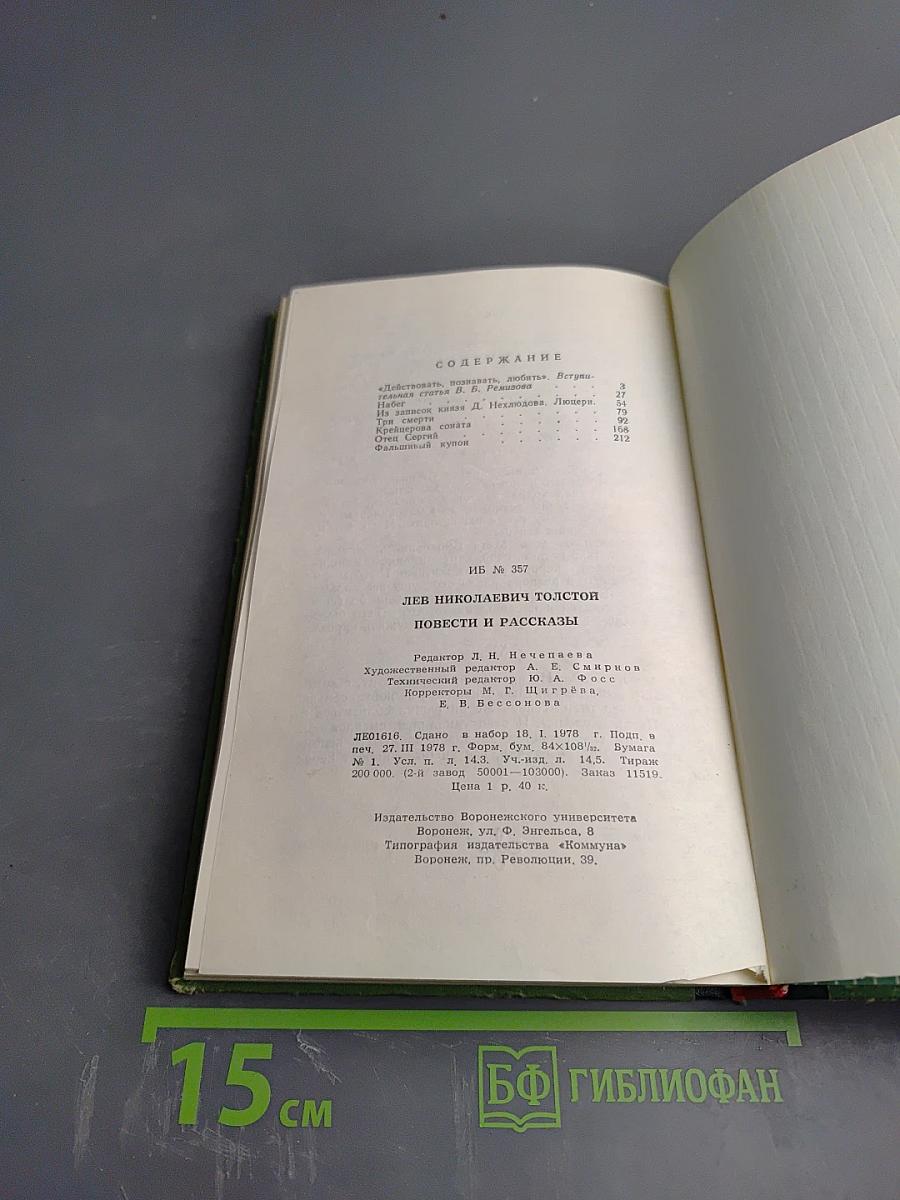 СОДЕРЖАНИЕ
«Действовать, познавать, любить». Вступи-
тельная статья В. Б. Ремизова . . . 3
Набег . . . . . . . . . . 27
Из записок князя Д. Нехлюдова. Люцерн. 54
Три смерти . . . . . . . . 79
Крейцерова соната . . . . . . 92
Отец Сергий . . . . . . . . 168
Фальшивый купон . . . . . . 212
ИБ № 357
ЛЕВ НИКОЛАЕВИЧ ТОЛСТОЙ
ПОВЕСТИ И РАССКАЗЫ
Редактор Л. Н. Нечепаева
Художественный редактор А. Е. Смирнов
Технический редактор Ю. А. Фосс
Корректоры М. Г. Щигрёва,
Е. В. Бессонова
ЛЕ01616. Сдано в набор 18. I. 1978 г. Подп. в
печ. 27. III 1978 г. Форм. бум. 84×108¹/₃₂. Бумага
№ 1. Усл. п. л. 14,3. Уч.-изд. л. 14,5. Тираж
200 000. (2-й завод 50001—103000). Заказ 11519.
Цена 1 р. 40 к.
Издательство Воронежского университета
Воронеж, ул. Ф. Энгельса, 8
Типография издательства «Коммуна»
Воронеж, пр. Революции, 39.
15 см
БФ ГИБЛИОФАН